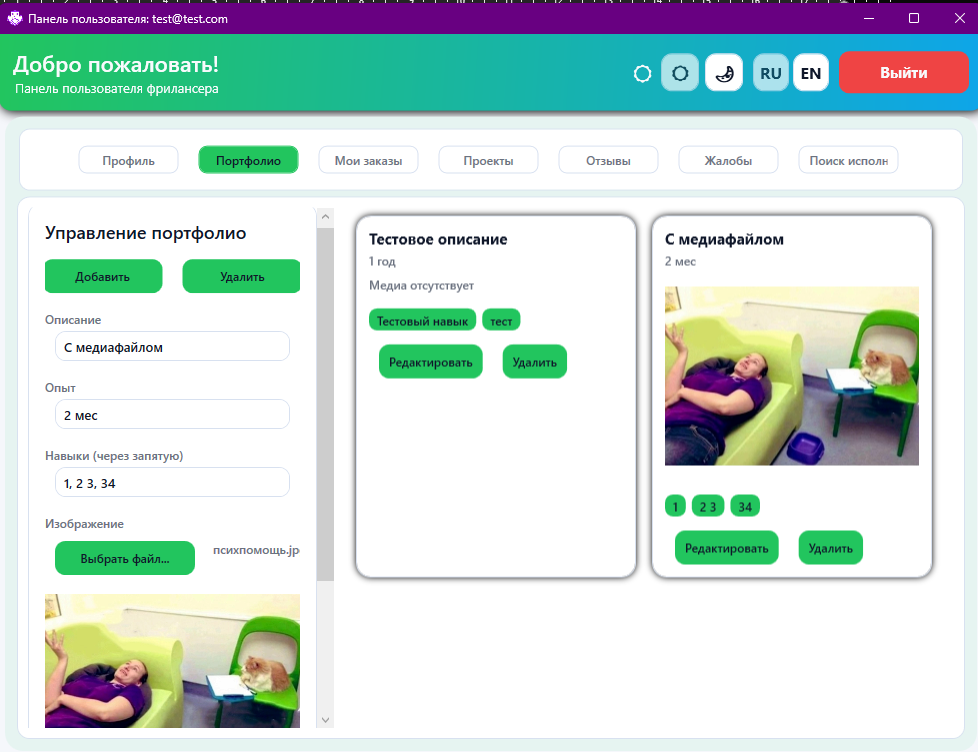 Панель пользователя: test@test.com
Добро пожаловать!
Панель пользователя фрилансера
RU
EN
Выйти
Профиль
Портфолио
Мои заказы
Проекты
Отзывы
Жалобы
Поиск исполн
Управление портфолио
Добавить
Удалить
Описание
С медиафайлом
Опыт
2 мес
Навыки (через запятую)
1, 2 3, 34
Изображение
Выбрать файл...
психпомощь.jp
Тестовое описание
1 год
Медиа отсутствует
Тестовый навык
тест
Редактировать
Удалить
С медиафайлом
2 мес
1
2 3
34
Редактировать
Удалить